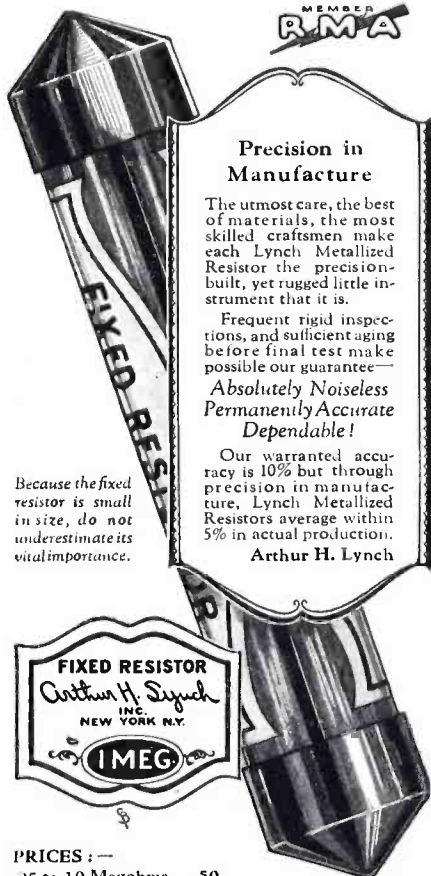 MEMBER
RMA
Precision in
Manufacture
The utmost care, the best
of materials, the most
skilled craftsmen make
each Lynch Metallized
Resistor the precision-
built, yet rugged little in-
strument that it is.
Frequent rigid inspec-
tions, and sufficient aging
before final test make
possible our guarantee—
Absolutely Noiseless
Permanently Accurate
Dependable!
Our warranted accu-
racy is 10% but through
precision in manufac-
ture, Lynch Metallized
Resistors average within
5% in actual production.
Arthur H. Lynch
FIXED RESI
Because the fixed
resistor is small
in size, do not
underestimate its
vital importance.
FIXED RESISTOR
Arthur H. Lynch
INC.
NEW YORK N.Y.
1 MEG.
PRICES:—